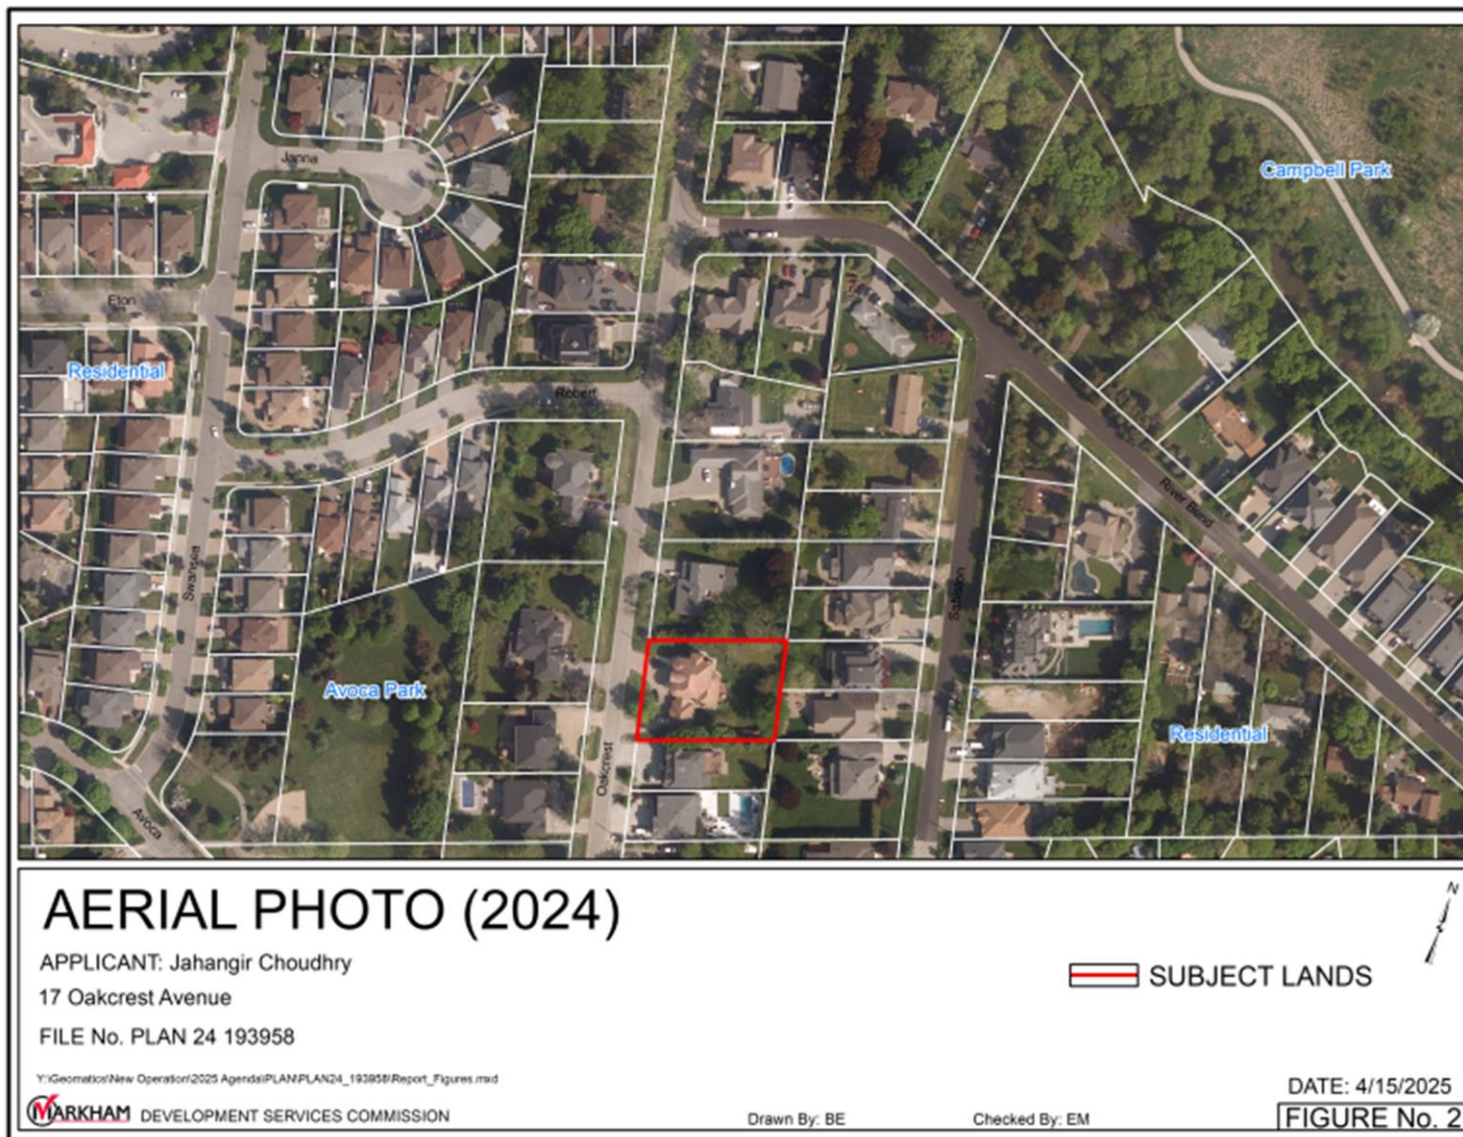 Janna
Campbell Park
Eton
Residential
Robert
River Bend
Swansea
Sabiston
Avoca Park
Residential
Oakcrest
Avoca
AERIAL PHOTO (2024)
N
APPLICANT: Jahangir Choudhry
SUBJECT LANDS
17 Oakcrest Avenue
FILE No. PLAN 24 193958
Y:\Geomatics\New Operation\2025 Agenda\PLAN\PLAN24_193958\Report_Figures.mxd
DATE: 4/15/2025
MARKHAM DEVELOPMENT SERVICES COMMISSION
Drawn By: BE
Checked By: EM
FIGURE No. 2